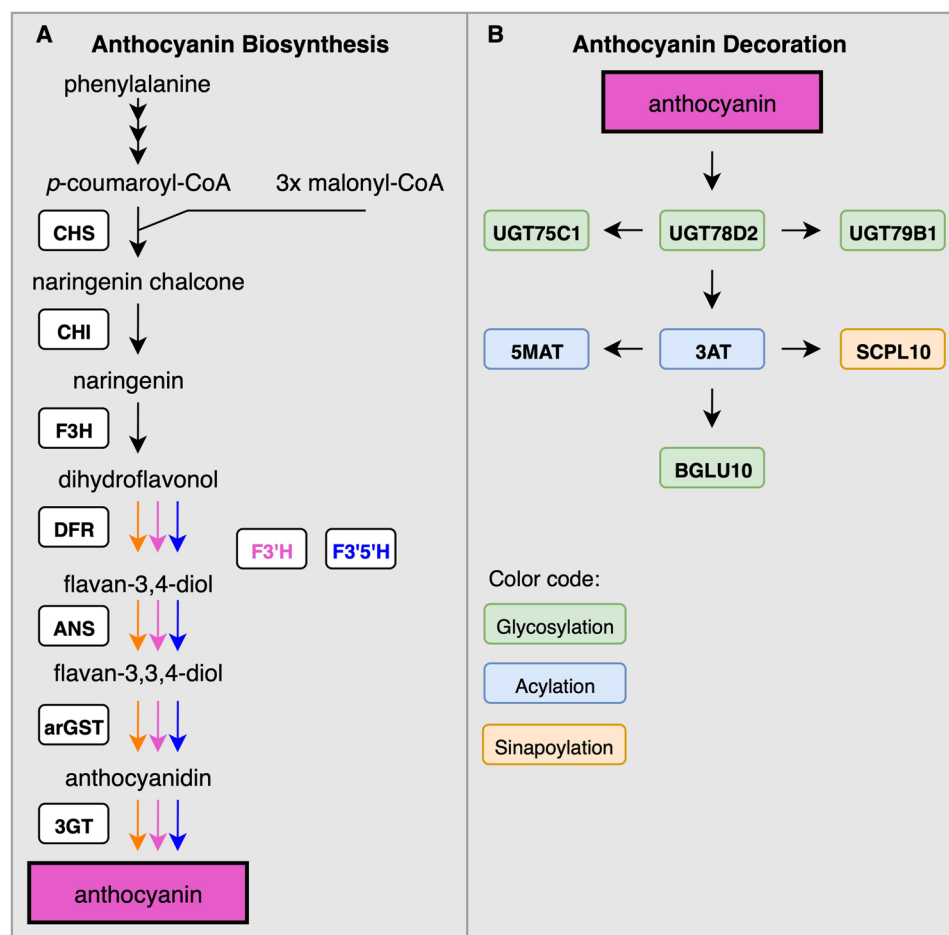 A
Anthocyanin Biosynthesis
phenylalanine
p-coumaroyl-CoA
3x malonyl-CoA
CHS
naringenin chalcone
CHI
naringenin
F3H
dihydroflavonol
DFR
F3'H
F3'5'H
flavan-3,4-diol
ANS
flavan-3,3,4-diol
arGST
anthocyanidin
3GT
anthocyanin
B
Anthocyanin Decoration
anthocyanin
UGT75C1
UGT78D2
UGT79B1
5MAT
3AT
SCPL10
BGLU10
Color code:
Glycosylation
Acylation
Sinapoylation